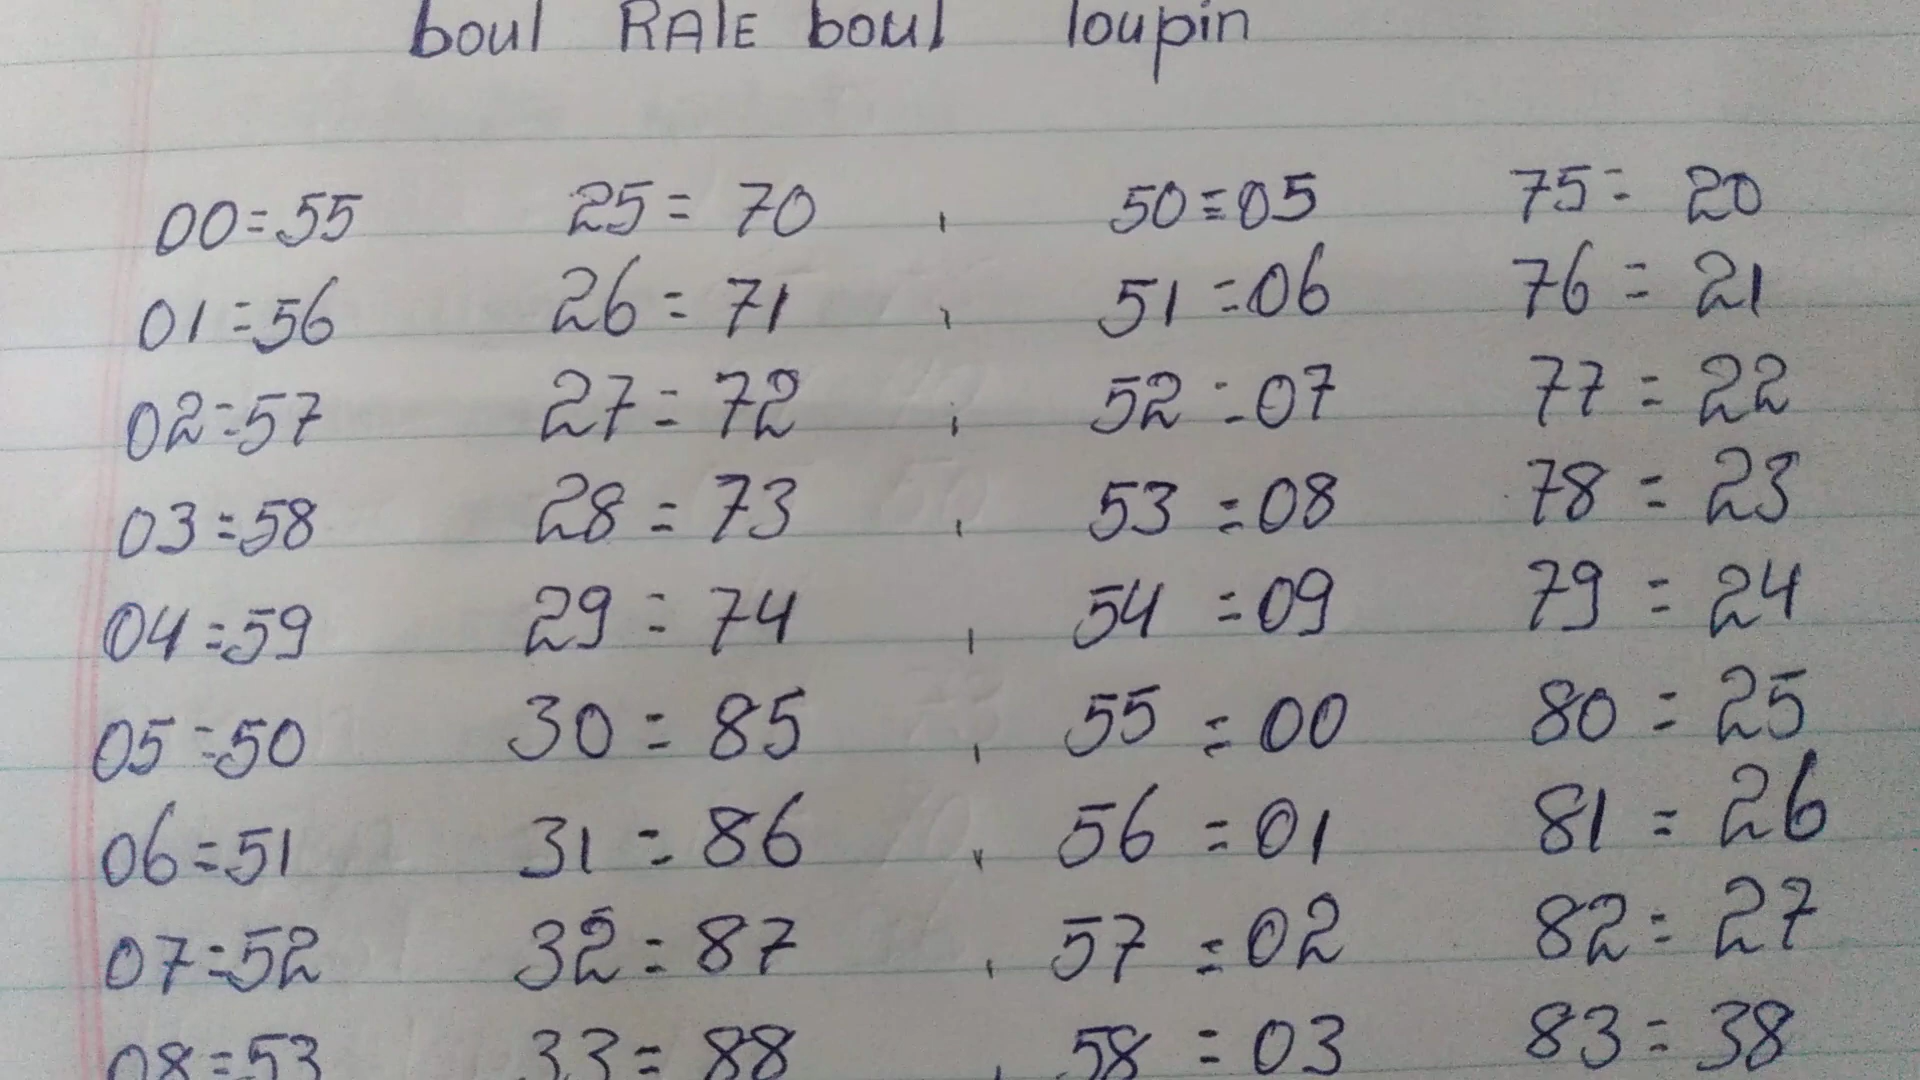 boul RALE boul loupin
00=55 25=70 , 50=05 75=20
01=56 26=71 , 51=06 76=21
02=57 27=72 , 52=07 77=22
03=58 28=73 , 53=08 78=23
04=59 29=74 , 54=09 79=24
05=50 30=85 , 55=00 80=25
06=51 31=86 , 56=01 81=26
07=52 32=87 , 57=02 82=27
08=53 33=88 , 58=03 83=38